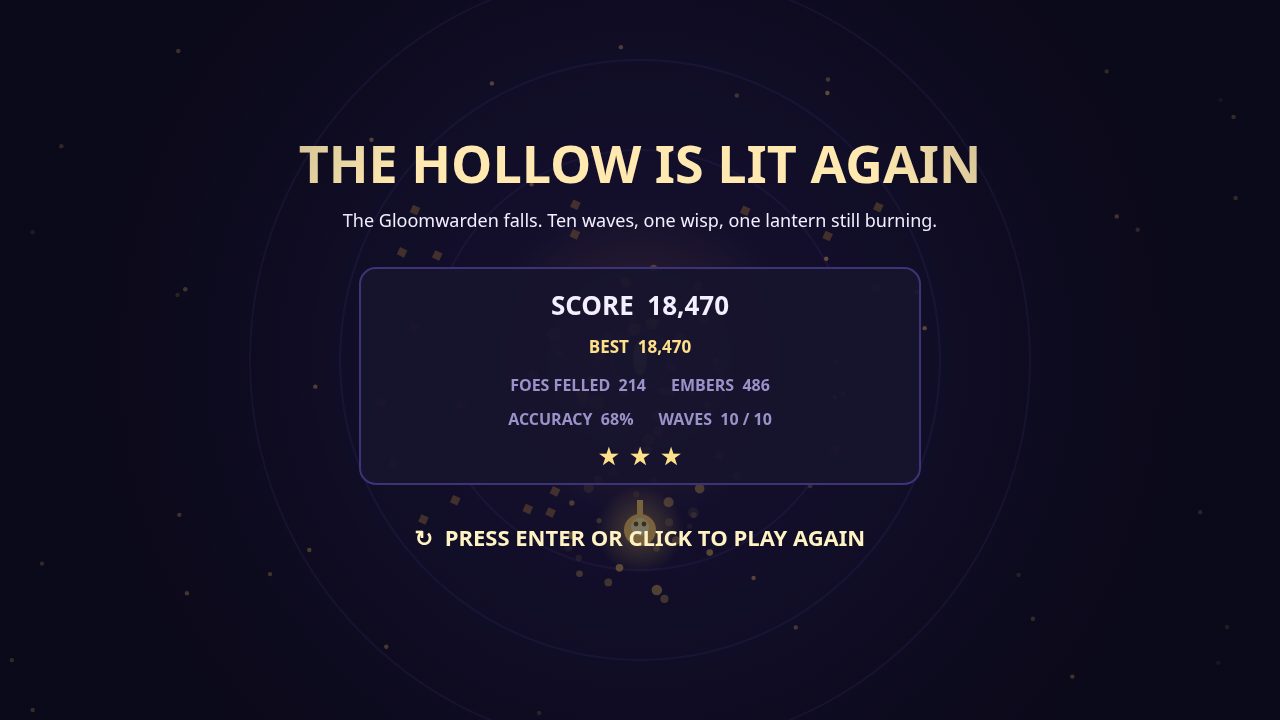 THE HOLLOW IS LIT AGAIN
The Gloomwarden falls. Ten waves, one wisp, one lantern still burning.
SCORE 18,470
BEST 18,470
FOES FELLED 214 EMBERS 486
ACCURACY 68% WAVES 10 / 10
★ ★ ★
↻ PRESS ENTER OR CLICK TO PLAY AGAIN